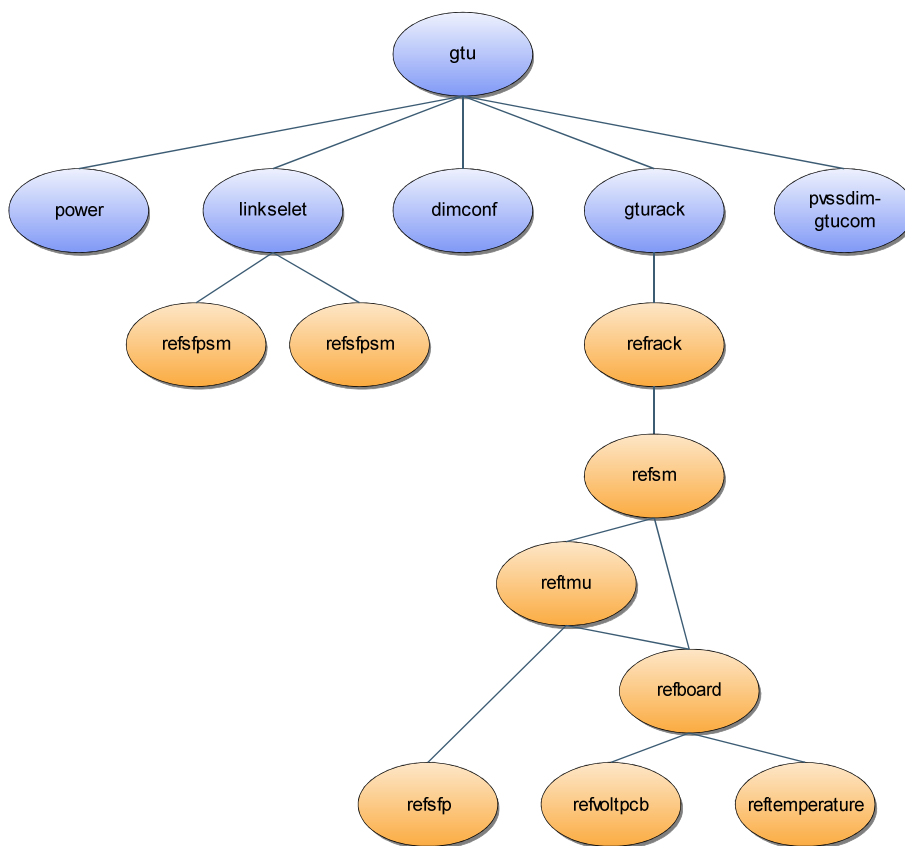 gtu
power
linkselet
dimconf
gturack
pvssdim-
gtucom
refsfpsm
refsfpsm
refrack
refsm
reftmu
refboard
refsfp
refvoltpcb
reftemperature